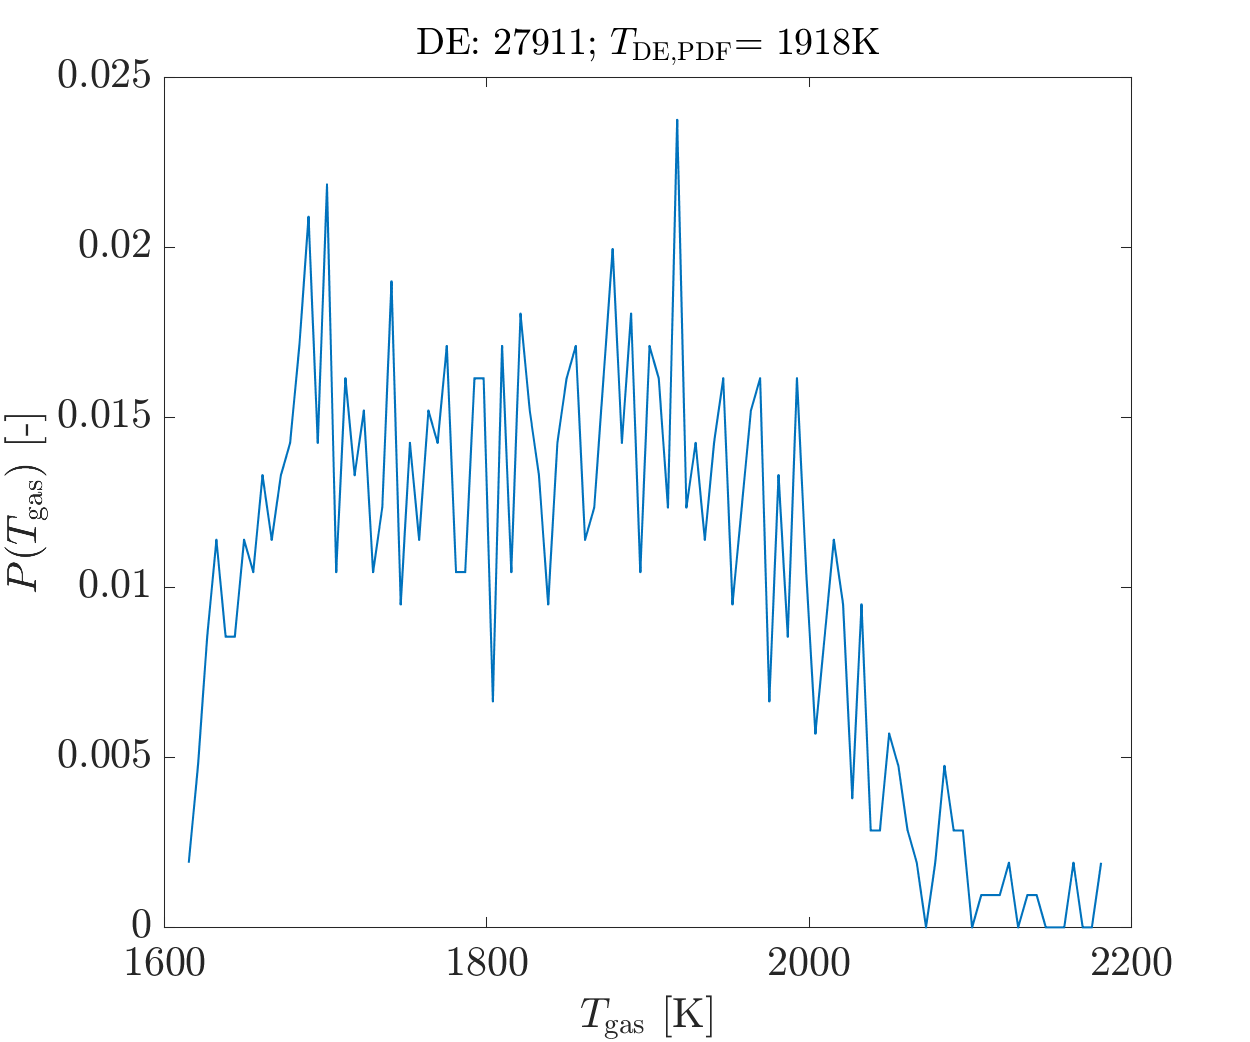 DE: 27911; T_DE,PDF= 1918K
0.025
0.02
0.015
0.01
0.005
0
P(T_gas) [-]
1600 1800 2000 2200
T_gas [K]